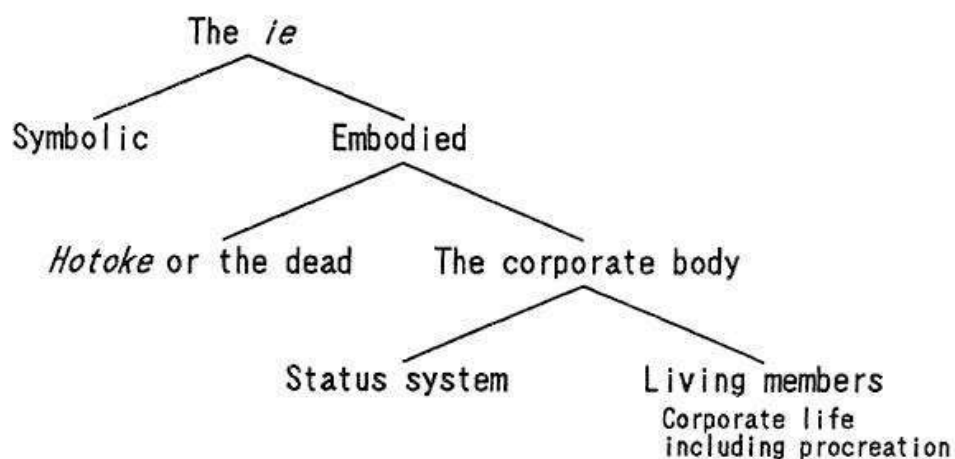 The ie
Symbolic
Embodied
Hotoke or the dead
The corporate body
Status system
Living members
Corporate life
including procreation